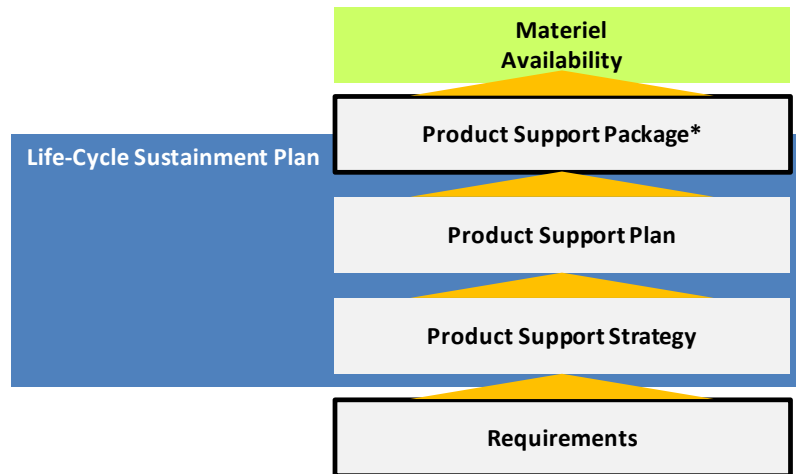 Materiel
Availability
Product Support Package*
Life-Cycle Sustainment Plan
Product Support Plan
Product Support Strategy
Requirements